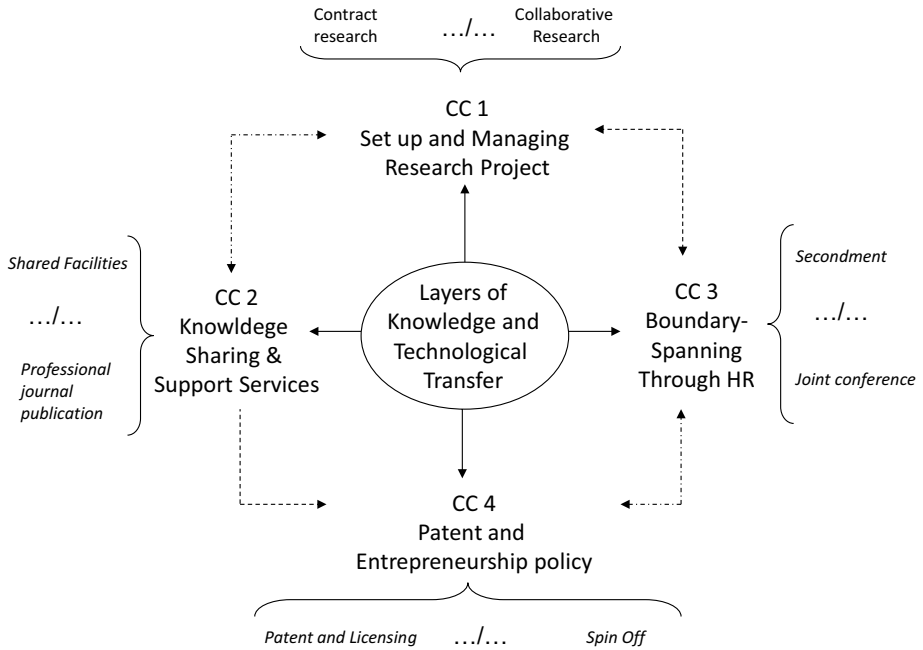 Contract
research
…/…
Collaborative
Research
CC 1
Set up and Managing
Research Project
Shared Facilities
…/…
Professional
journal
publication
CC 2
Knowldege
Sharing &
Support Services
Layers of
Knowledge and
Technological
Transfer
CC 3
Boundary-
Spanning
Through HR
Secondment
…/…
Joint conference
CC 4
Patent and
Entrepreneurship policy
Patent and Licensing
…/…
Spin Off